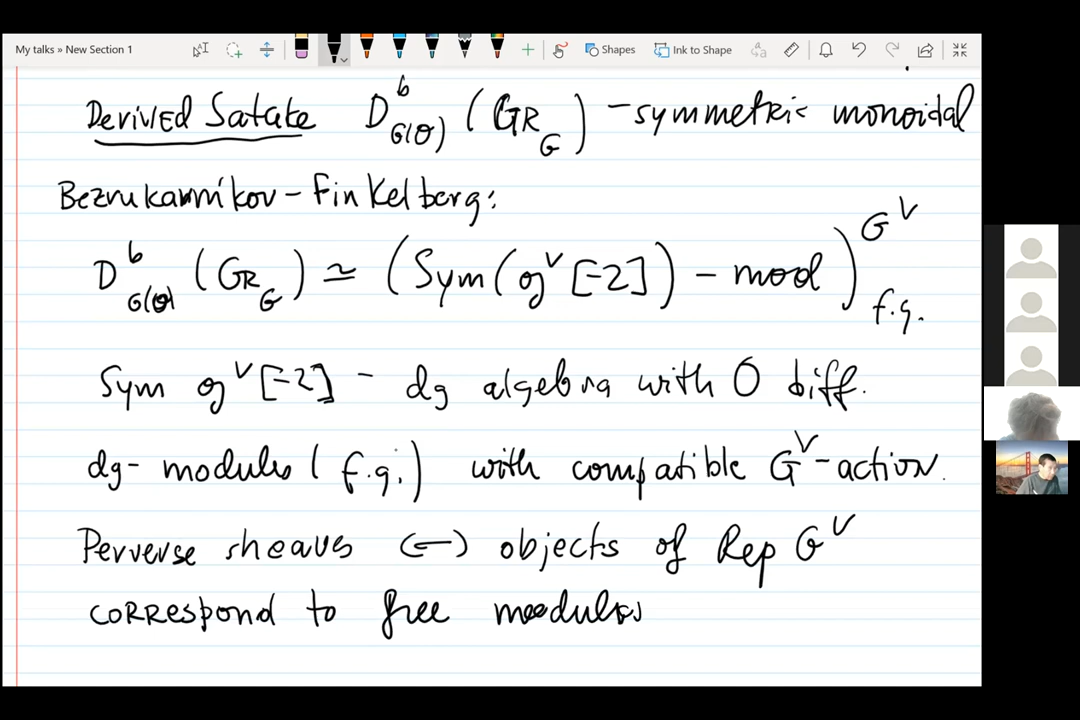 My talks » New Section 1
Shapes
Ink to Shape
Derived Satake D^b_{G(O)} (Gr_G) - symmetric monoidal
Bezrukavnikov - Finkelberg:
D^b_{G(O)} (Gr_G) ≃ (Sym(𝔤^∨[-2]) - mod)^{G^∨}_{f.g.}
Sym 𝔤^∨[-2] - dg algebra with 0 diff.
dg- modules (f.g.) with compatible G^∨-action.
Perverse sheaves ↔ objects of Rep G^∨
correspond to free modules